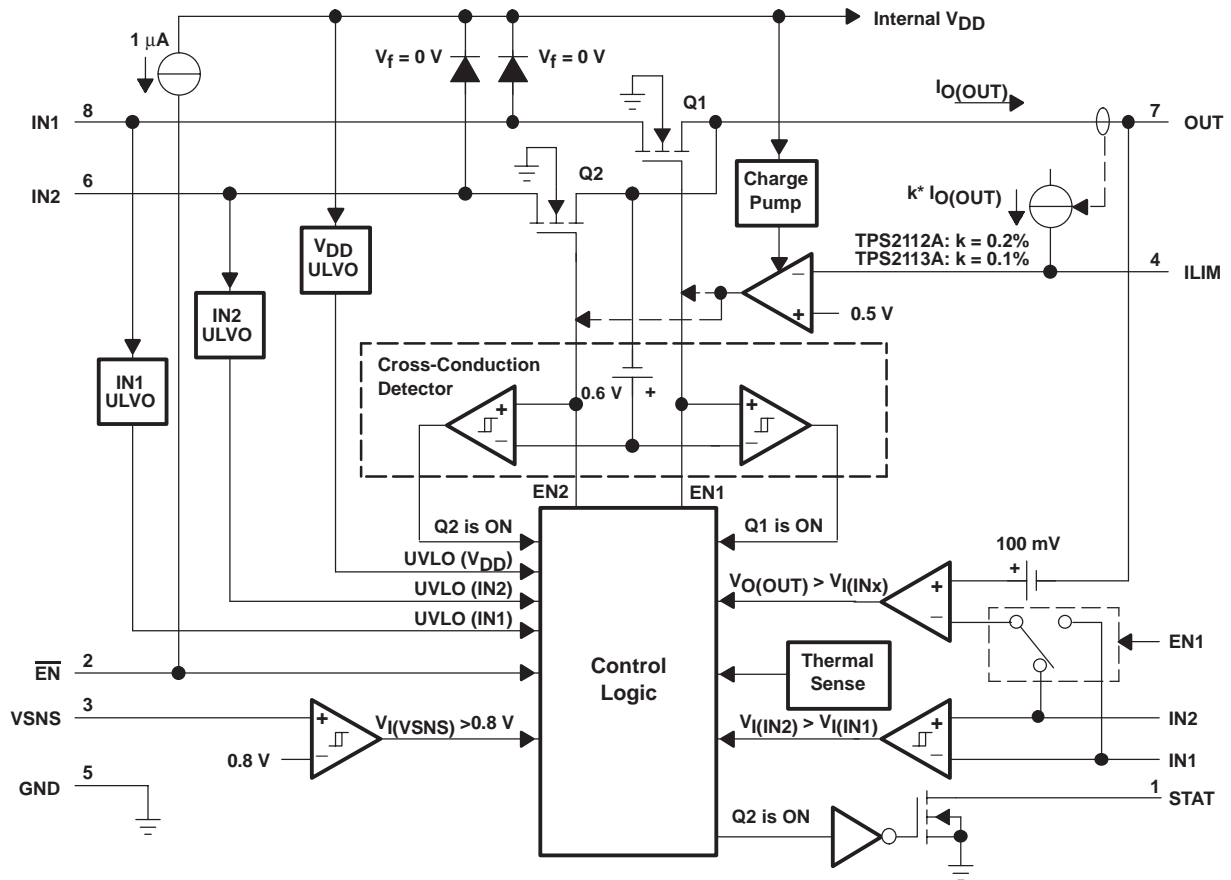 Internal VDD
1 μA
Vf = 0 V
Vf = 0 V
IO(OUT)
Q1
8
IN1
7
OUT
6
IN2
Q2
Charge
Pump
k* IO(OUT)
VDD
ULVO
TPS2112A: k = 0.2%
TPS2113A: k = 0.1%
4
ILIM
−
+
0.5 V
IN2
ULVO
IN1
ULVO
Cross-Conduction
Detector
0.6 V
+
+
−
+
−
EN2
EN1
Q2 is ON
Q1 is ON
UVLO (VDD)
UVLO (IN2)
UVLO (IN1)
100 mV
+
VO(OUT) > VI(INx)
+
−
EN1
2
EN
Control
Logic
Thermal
Sense
3
VSNS
+
−
VI(VSNS) >0.8 V
0.8 V
VI(IN2) > VI(IN1)
+
−
IN2
IN1
5
GND
1
STAT
Q2 is ON